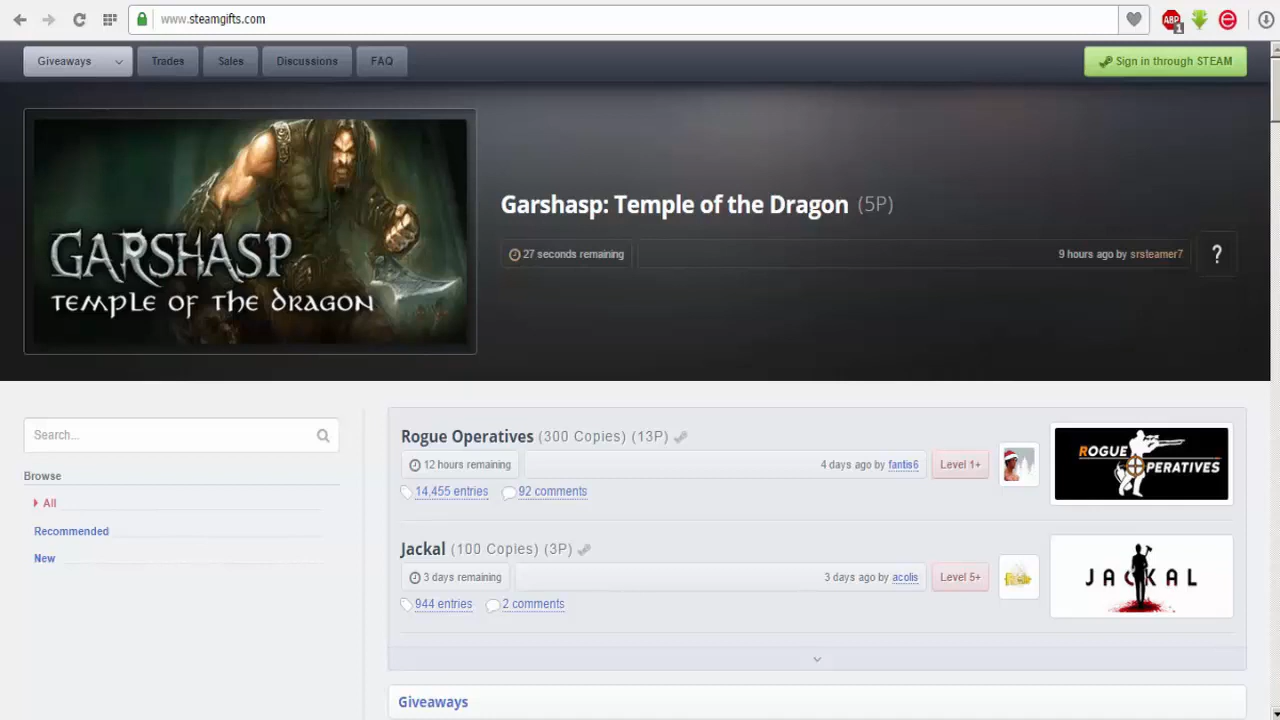 www.steamgifts.com
ABP
1
Giveaways
Trades
Sales
Discussions
FAQ
Sign in through STEAM
GARSHASP
TEMPLE OF THE DRAGON
Garshasp: Temple of the Dragon (5P)
27 seconds remaining
9 hours ago by srsteamer7
?
Search...
Browse
All
Recommended
New
Rogue Operatives (300 Copies) (13P)
12 hours remaining
4 days ago by fantis6
Level 1+
14,455 entries
92 comments
ROGUE
OPERATIVES
Jackal (100 Copies) (3P)
3 days remaining
3 days ago by acolis
Level 5+
944 entries
2 comments
JACKAL
Giveaways